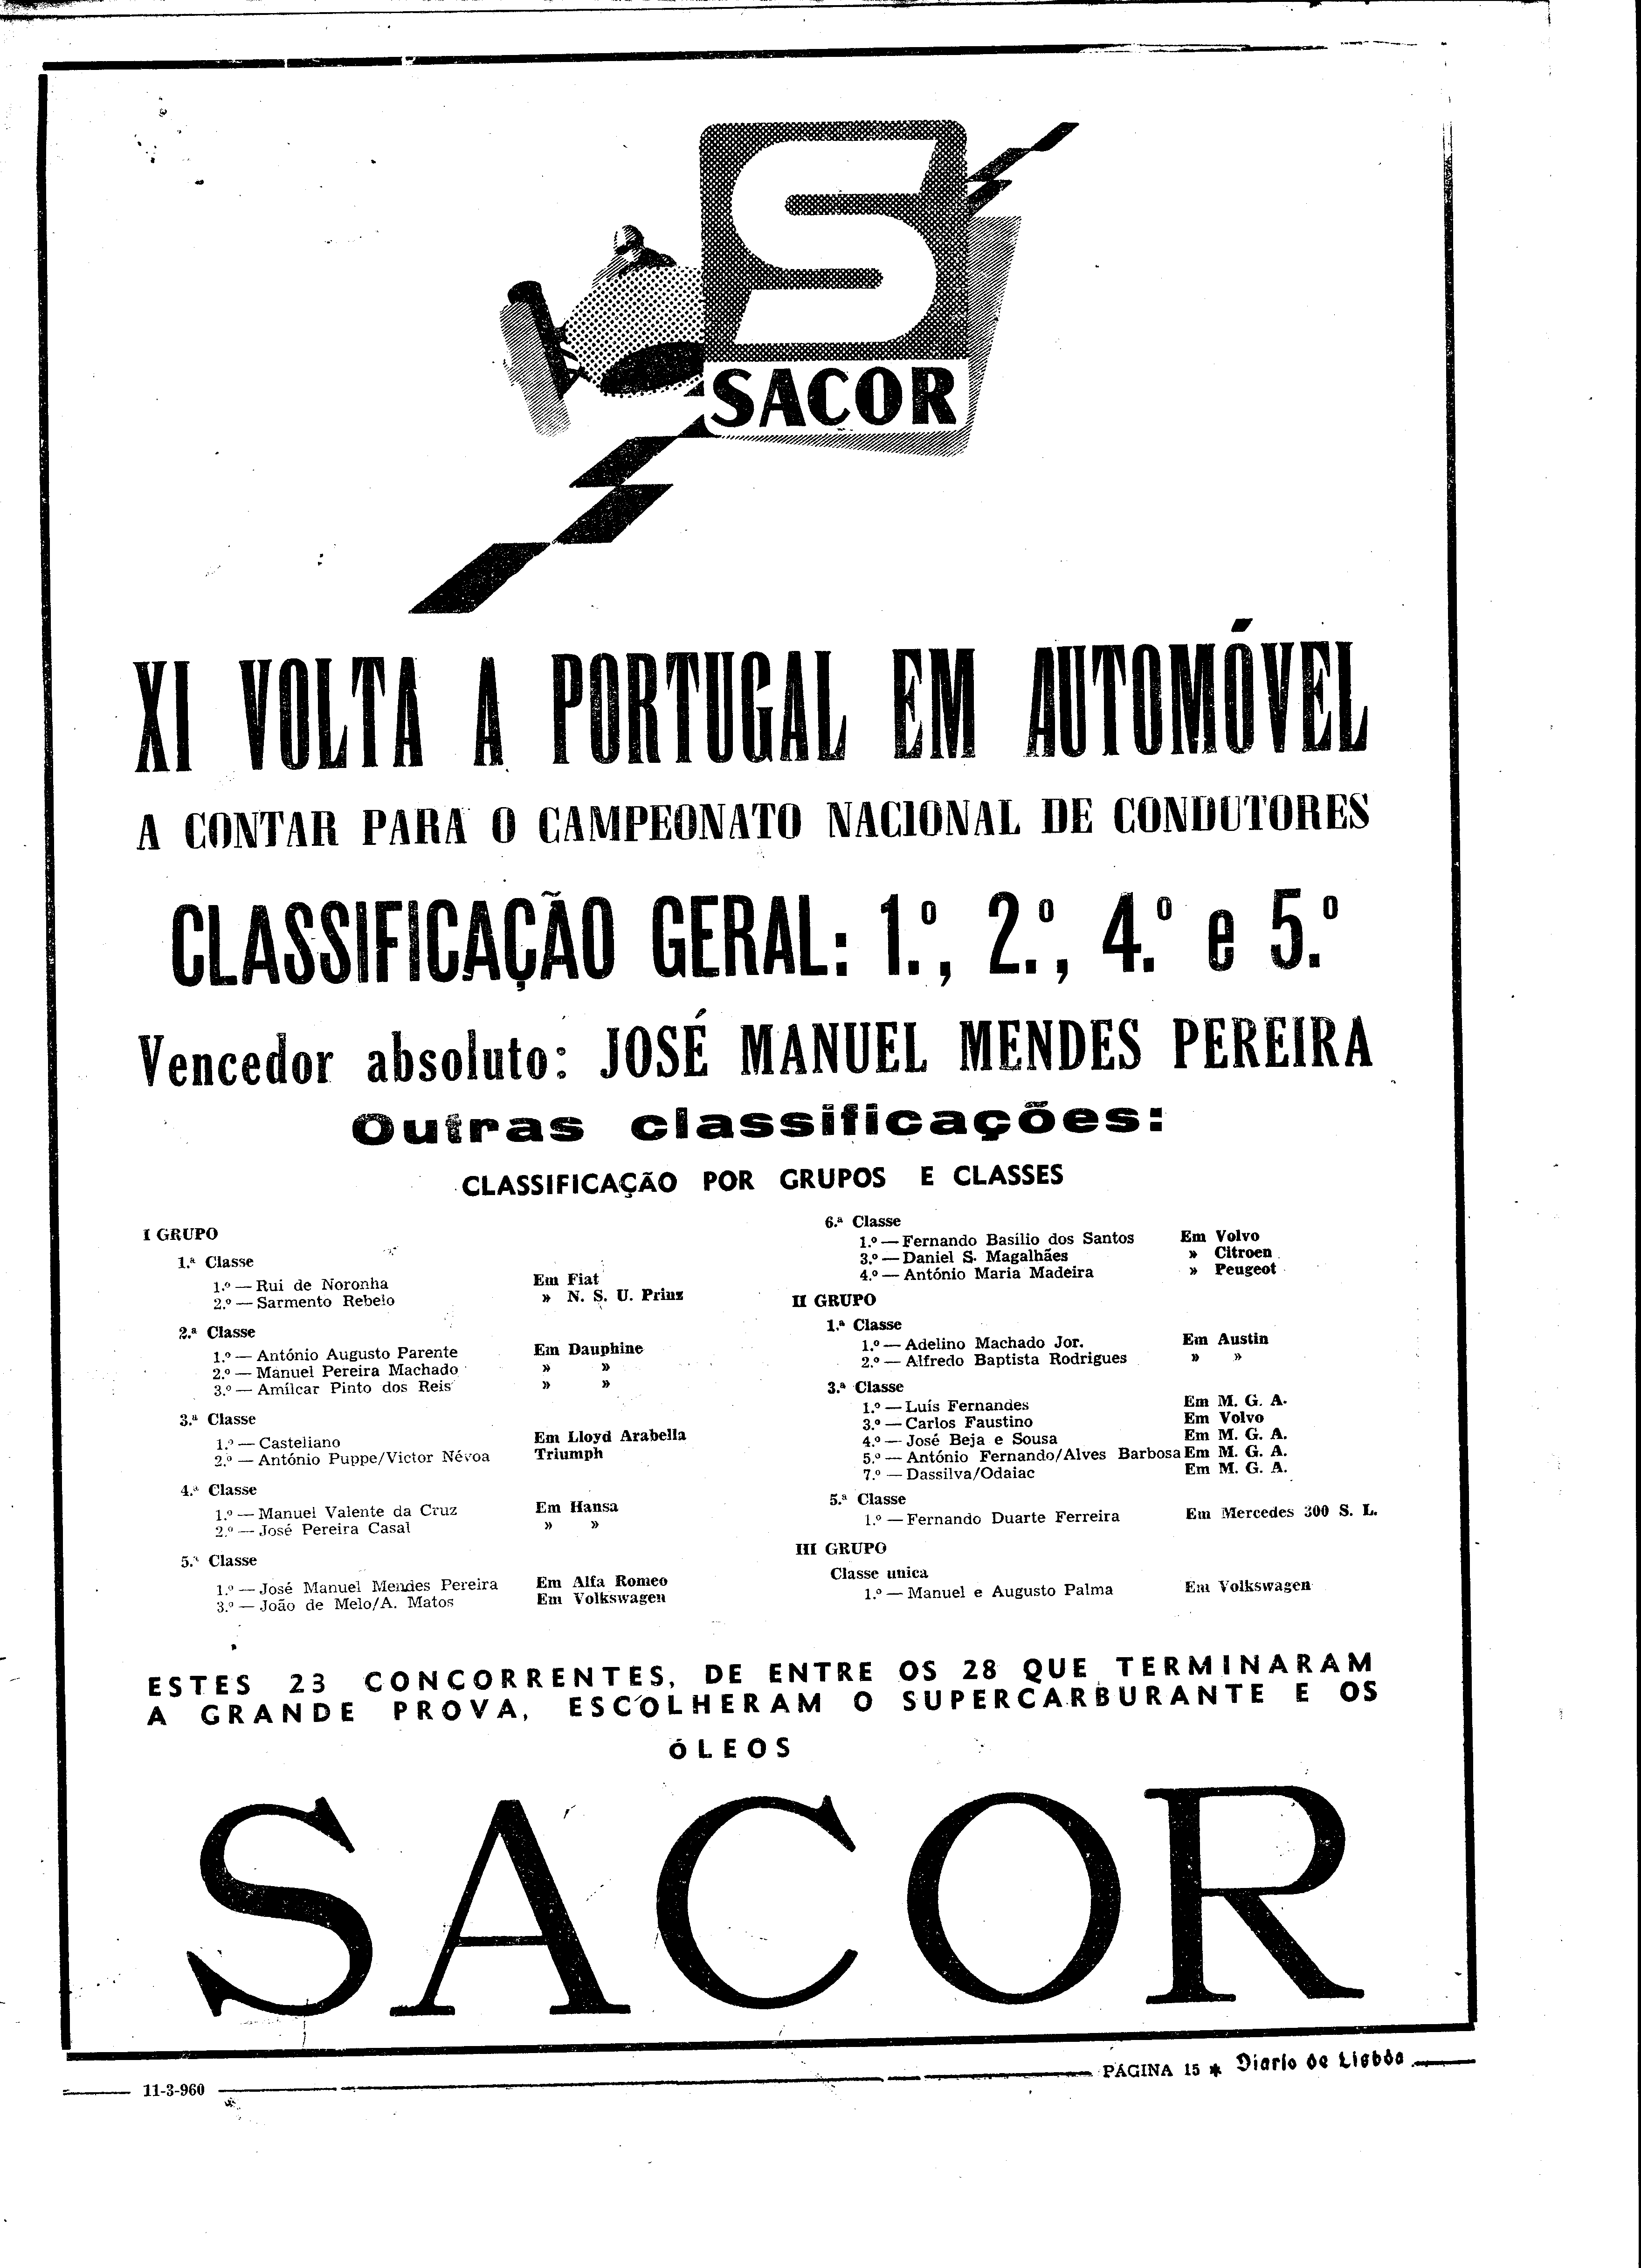 S
SACOR
XI VOLTA A PORTUGAL EM AUTOMÓVEL
A CONTAR PARA O CAMPEONATO NACIONAL DE CONDUTORES
CLASSIFICAÇÃO GERAL: 1.º, 2.º, 4.º e 5.º
Vencedor absoluto: JOSÉ MANUEL MENDES PEREIRA
Outras classificações:
CLASSIFICAÇÃO POR GRUPOS E CLASSES
I GRUPO
1.ª Classe
1.º — Rui de Noronha Em Fiat
2.º — Sarmento Rebelo » N. S. U. Prinz
2.ª Classe
1.º — António Augusto Parente Em Dauphine
2.º — Manuel Pereira Machado » »
3.º — Amílcar Pinto dos Reis » »
3.ª Classe
1.º — Casteliano Em Lloyd Arabella
2.º — António Puppe/Victor Névoa Triumph
4.ª Classe
1.º — Manuel Valente da Cruz Em Hansa
2.º — José Pereira Casal » »
5.ª Classe
1.º — José Manuel Mendes Pereira Em Alfa Romeo
3.º — João de Melo/A. Matos Em Volkswagen
6.ª Classe
1.º — Fernando Basilio dos Santos Em Volvo
3.º — Daniel S. Magalhães » Citroen
4.º — António Maria Madeira » Peugeot
II GRUPO
1.ª Classe
1.º — Adelino Machado Jor. Em Austin
2.º — Alfredo Baptista Rodrigues » »
3.ª Classe
1.º — Luís Fernandes Em M. G. A.
3.º — Carlos Faustino Em Volvo
4.º — José Beja e Sousa Em M. G. A.
5.º — António Fernando/Alves Barbosa Em M. G. A.
7.º — Dassilva/Odaiac Em M. G. A.
5.ª Classe
1.º — Fernando Duarte Ferreira Em Mercedes 300 S. L.
III GRUPO
Classe unica
1.º — Manuel e Augusto Palma Em Volkswagen
ESTES 23 CONCORRENTES, DE ENTRE OS 28 QUE TERMINARAM
A GRANDE PROVA, ESCOLHERAM O SUPERCARBURANTE E OS
ÓLEOS
SACOR
11-3-960
PÁGINA 15 * Diario de Lisbôa